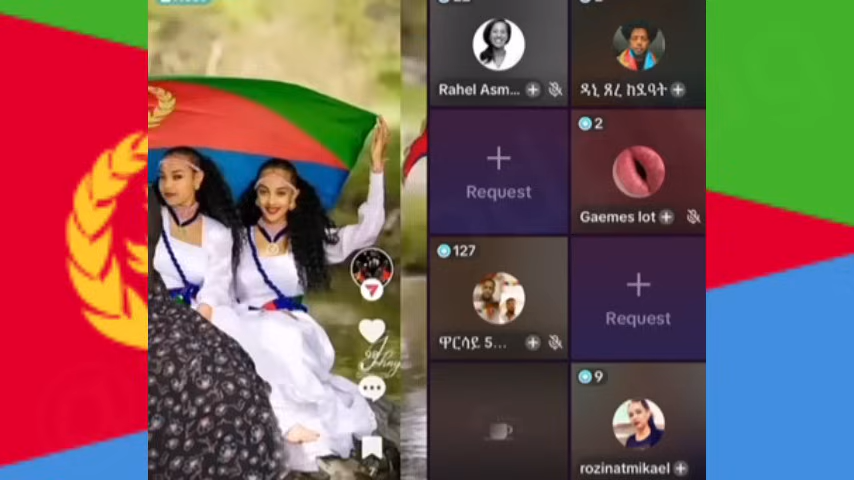 Rahel Asm...
ዳኒ ጸረ ከደዓት
Request
2
Gaemes lot
127
ዋርሳይ 5...
Request
9
rozinatmikael